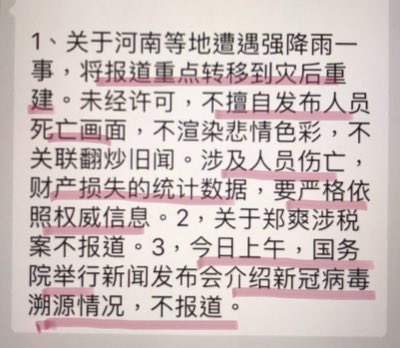 1、关于河南等地遭遇强降雨一
事，将报道重点转移到灾后重
建。未经许可，不擅自发布人员
死亡画面，不渲染悲情色彩，不
关联翻炒旧闻。涉及人员伤亡，
财产损失的统计数据，要严格依
照权威信息。2，关于郑爽涉税
案不报道。3，今日上午，国务
院举行新闻发布会介绍新冠病毒
溯源情况，不报道。